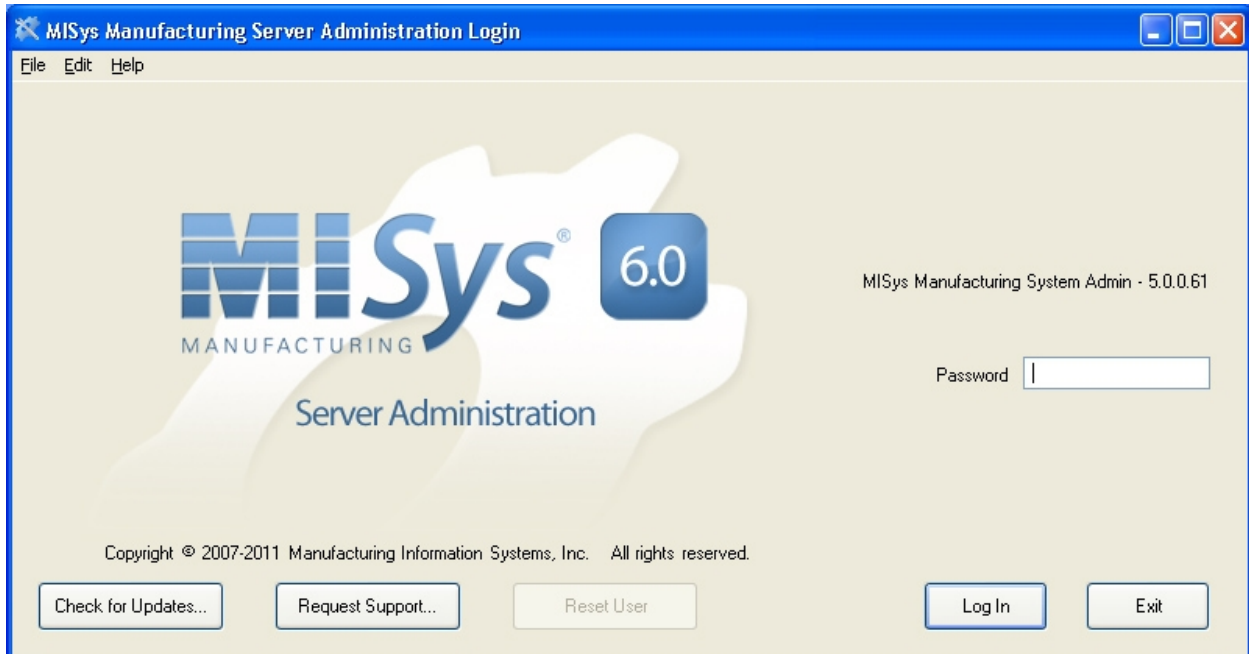 MISys Manufacturing Server Administration Login
File Edit Help
MISys® 6.0
MANUFACTURING
Server Administration
MISys Manufacturing System Admin - 5.0.0.61
Password
Copyright © 2007-2011 Manufacturing Information Systems, Inc. All rights reserved.
Check for Updates... Request Support... Reset User Log In Exit